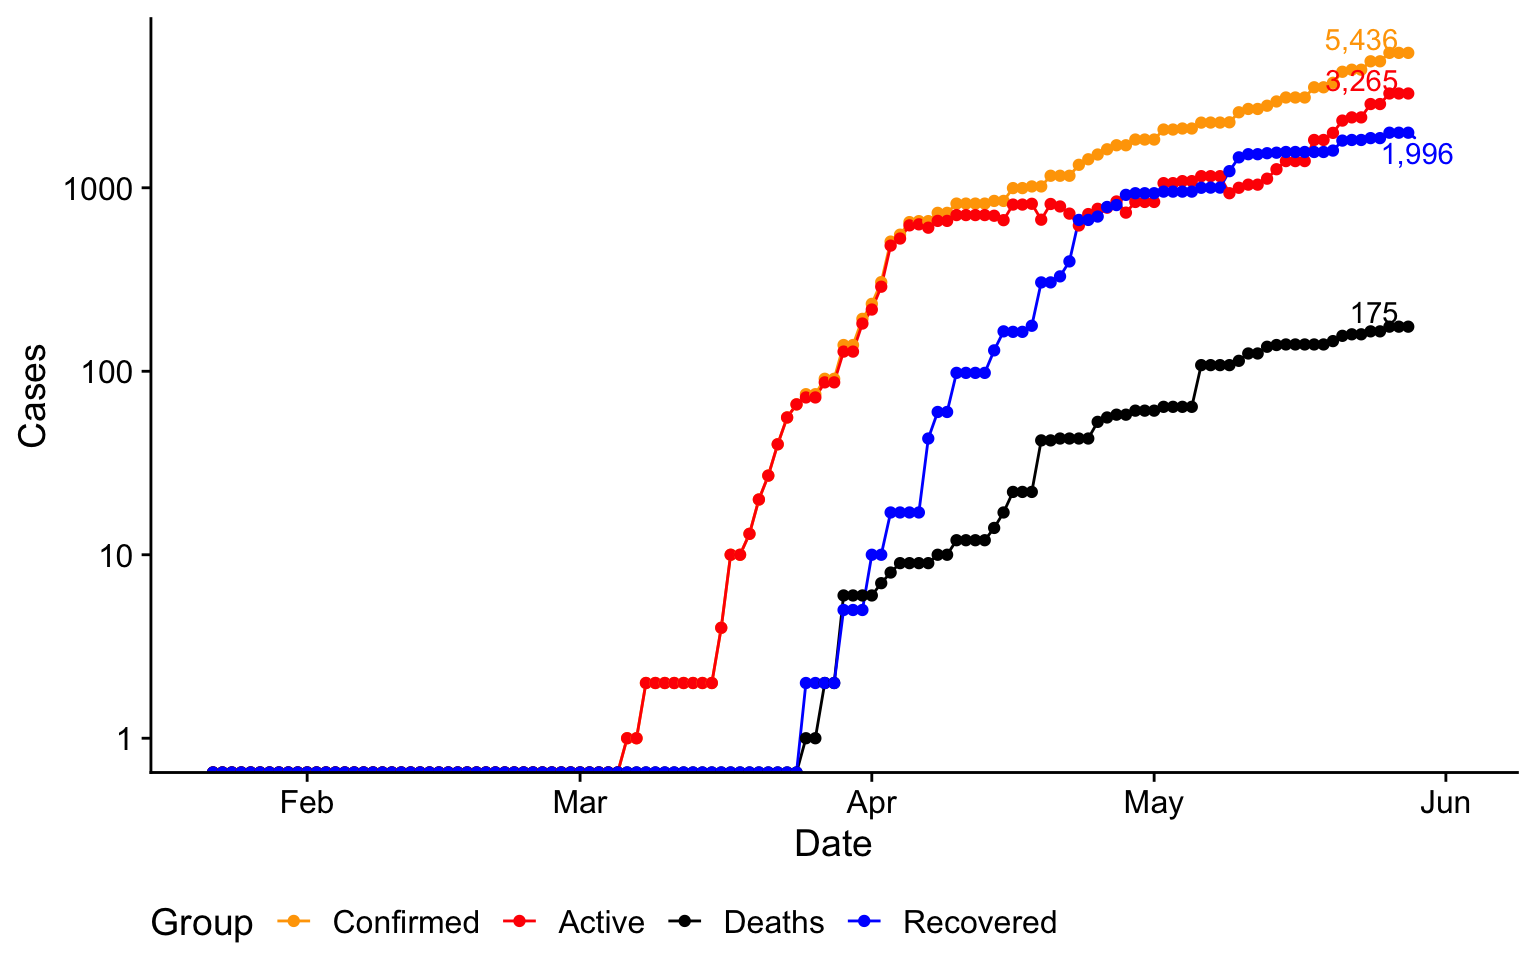 5,436
3,265
1,996
175
1000
100
10
1
Cases
Feb Mar Apr May Jun
Date
Group Confirmed Active Deaths Recovered